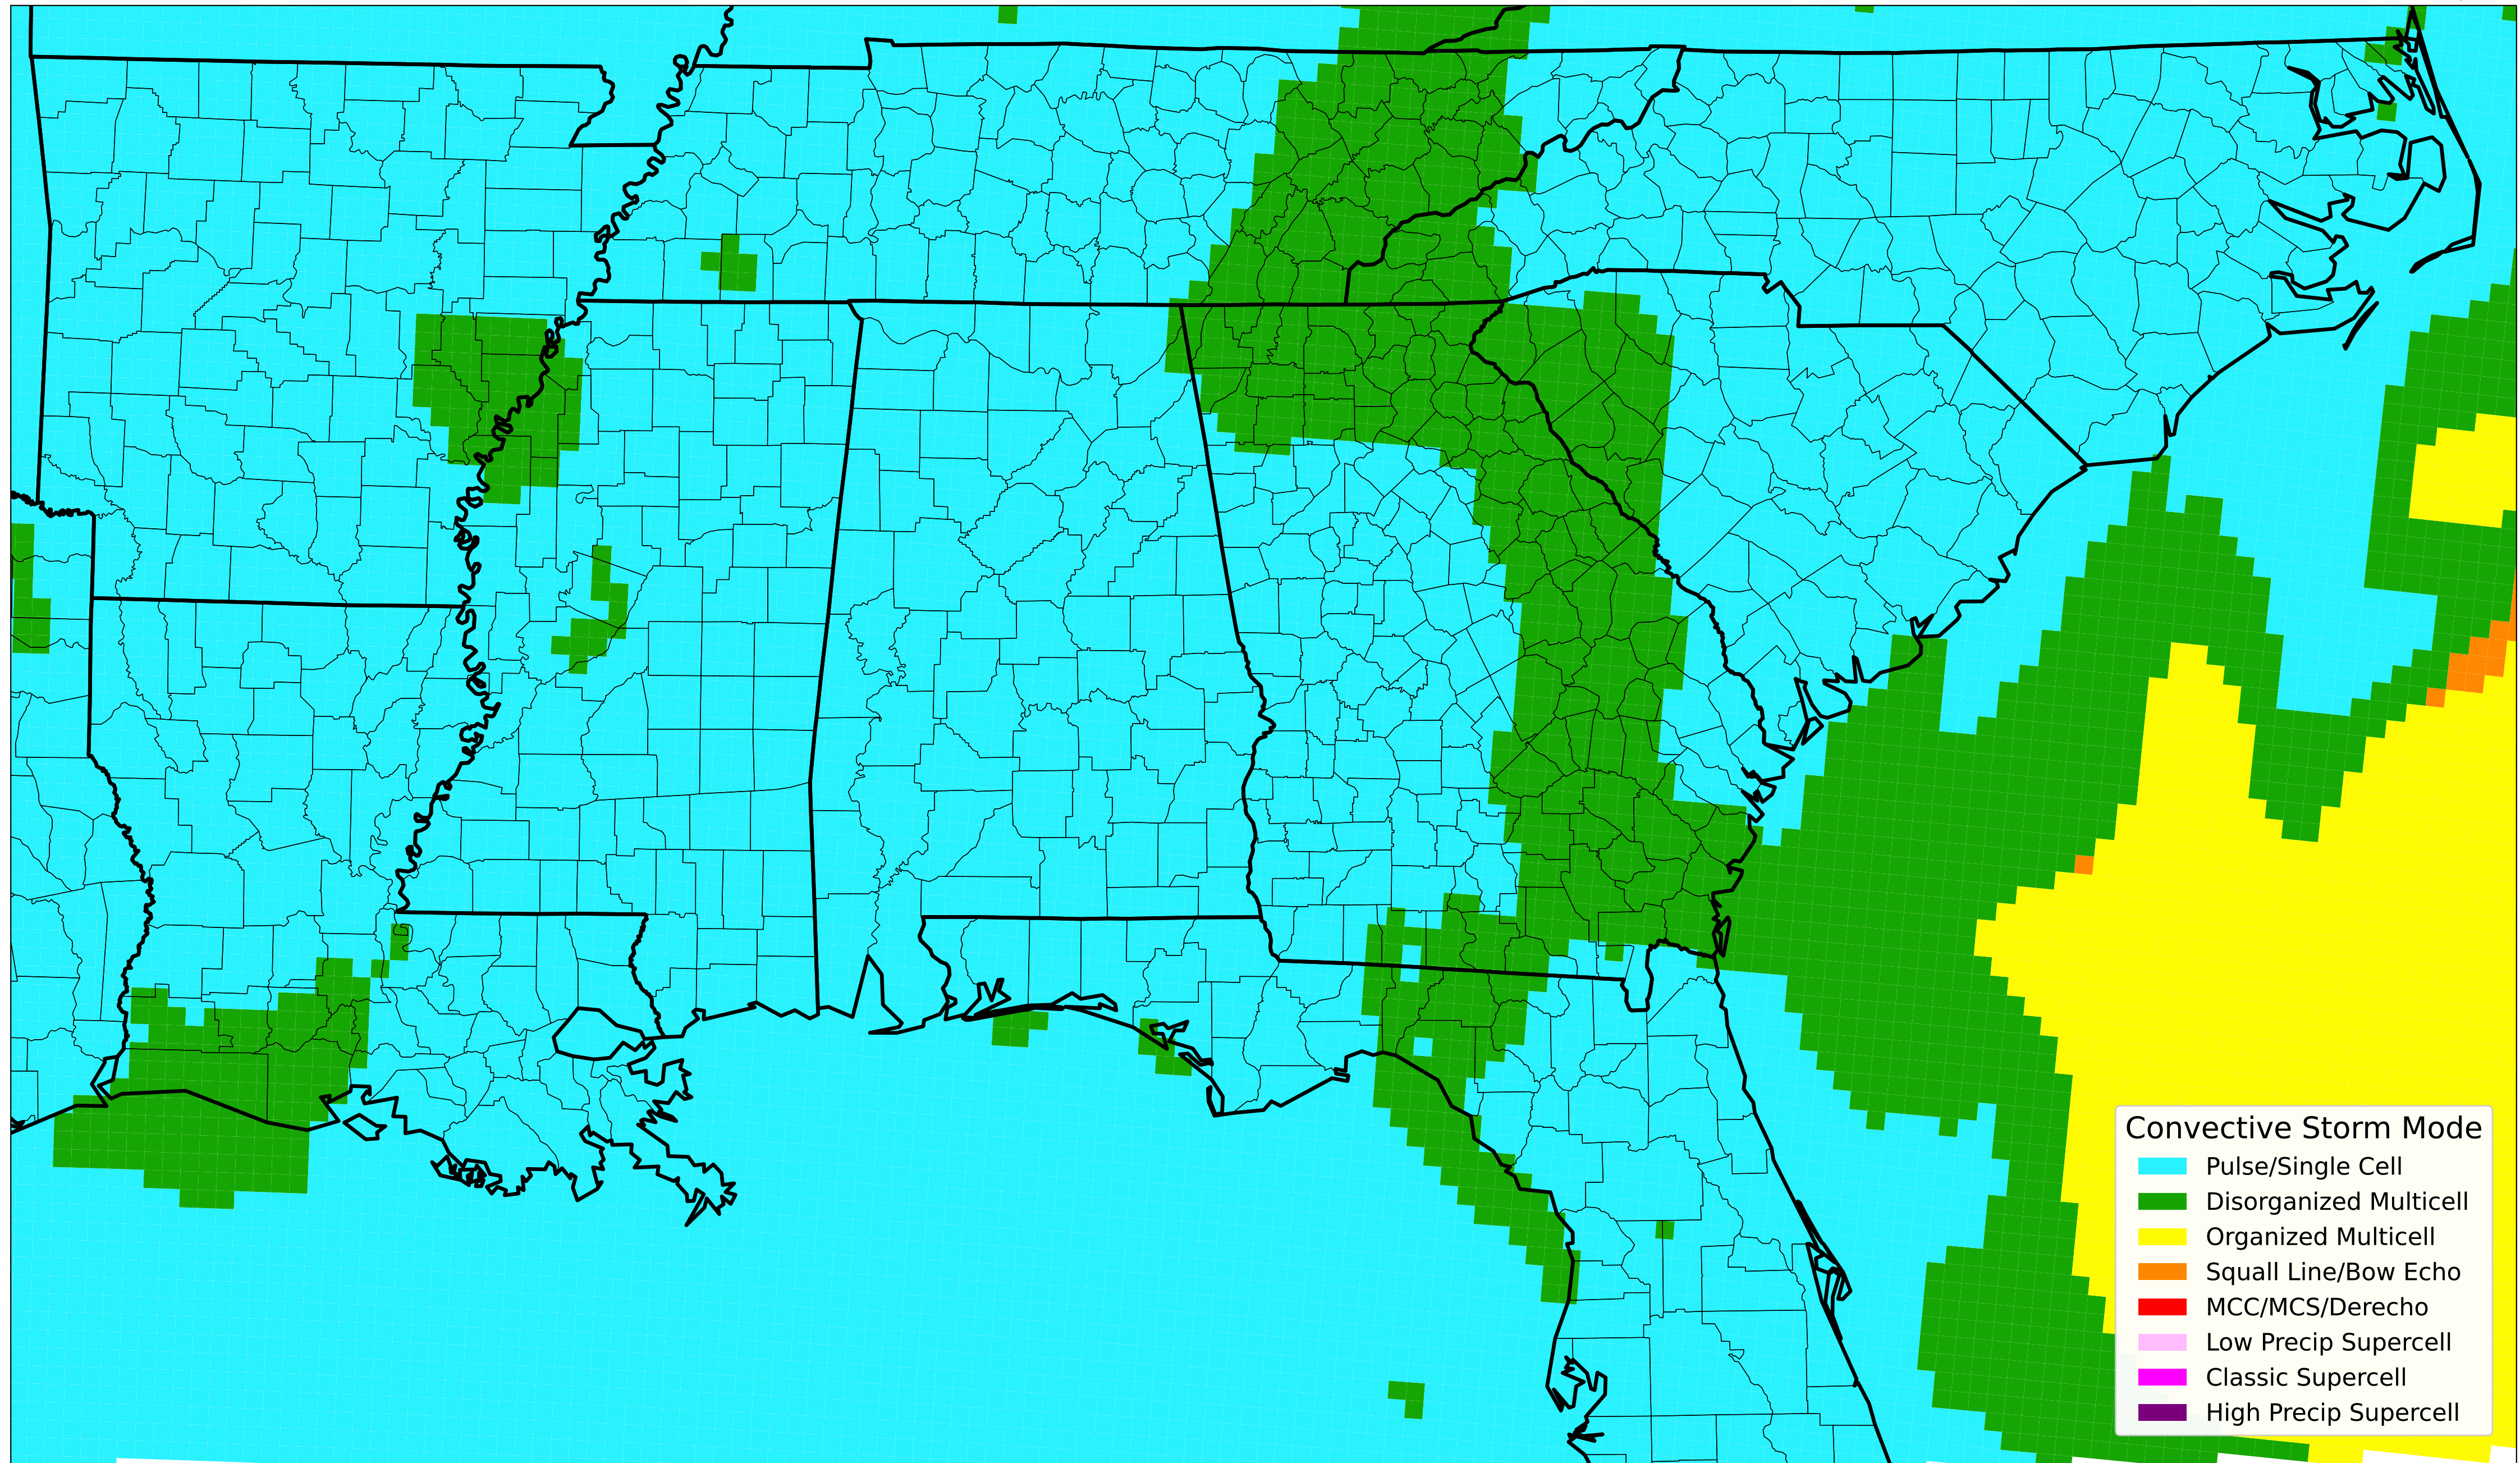 Convective Storm Mode
Pulse/Single Cell
Disorganized Multicell
Organized Multicell
Squall Line/Bow Echo
MCC/MCS/Derecho
Low Precip Supercell
Classic Supercell
High Precip Supercell